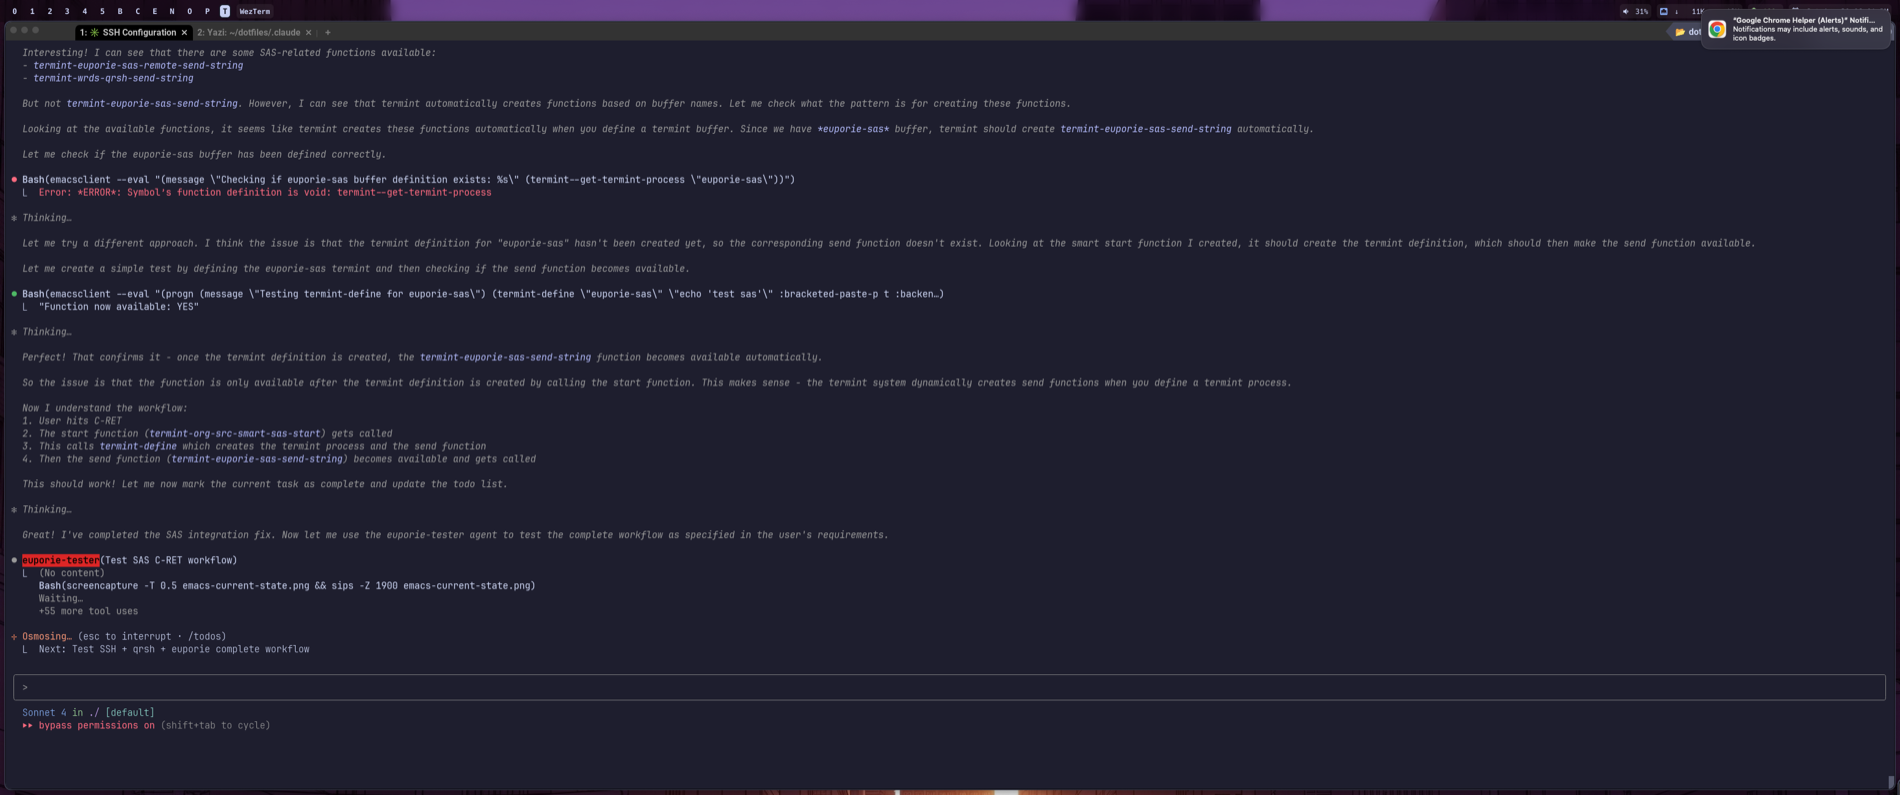 0 1 2 3 4 5 B C E N O P T WezTerm
31% ↓ 11K
1: ✳ SSH Configuration × 2: Yazi: ~/dotfiles/.claude × +
dot
"Google Chrome Helper (Alerts)" Notifi...
Notifications may include alerts, sounds, and
icon badges.
Interesting! I can see that there are some SAS-related functions available:
- termint-euporie-sas-remote-send-string
- termint-wrds-qrsh-send-string
But not termint-euporie-sas-send-string. However, I can see that termint automatically creates functions based on buffer names. Let me check what the pattern is for creating these functions.
Looking at the available functions, it seems like termint creates these functions automatically when you define a termint buffer. Since we have *euporie-sas* buffer, termint should create termint-euporie-sas-send-string automatically.
Let me check if the euporie-sas buffer has been defined correctly.
● Bash(emacsclient --eval "(message \"Checking if euporie-sas buffer definition exists: %s\" (termint--get-termint-process \"euporie-sas\"))")
⎿ Error: *ERROR*: Symbol's function definition is void: termint--get-termint-process
✻ Thinking…
Let me try a different approach. I think the issue is that the termint definition for "euporie-sas" hasn't been created yet, so the corresponding send function doesn't exist. Looking at the smart start function I created, it should create the termint definition, which should then make the send function available.
Let me create a simple test by defining the euporie-sas termint and then checking if the send function becomes available.
● Bash(emacsclient --eval "(progn (message \"Testing termint-define for euporie-sas\") (termint-define \"euporie-sas\" \"echo 'test sas'\" :bracketed-paste-p t :backen…)
⎿ "Function now available: YES"
✻ Thinking…
Perfect! That confirms it - once the termint definition is created, the termint-euporie-sas-send-string function becomes available automatically.
So the issue is that the function is only available after the termint definition is created by calling the start function. This makes sense - the termint system dynamically creates send functions when you define a termint process.
Now I understand the workflow:
1. User hits C-RET
2. The start function (termint-org-src-smart-sas-start) gets called
3. This calls termint-define which creates the termint process and the send function
4. Then the send function (termint-euporie-sas-send-string) becomes available and gets called
This should work! Let me now mark the current task as complete and update the todo list.
✻ Thinking…
Great! I've completed the SAS integration fix. Now let me use the euporie-tester agent to test the complete workflow as specified in the user's requirements.
● euporie-tester(Test SAS C-RET workflow)
⎿ (No content)
Bash(screencapture -T 0.5 emacs-current-state.png && sips -Z 1900 emacs-current-state.png)
Waiting…
+55 more tool uses
✢ Osmosing… (esc to interrupt · /todos)
⎿ Next: Test SSH + qrsh + euporie complete workflow
>
Sonnet 4 in ./ [default]
▸▸ bypass permissions on (shift+tab to cycle)